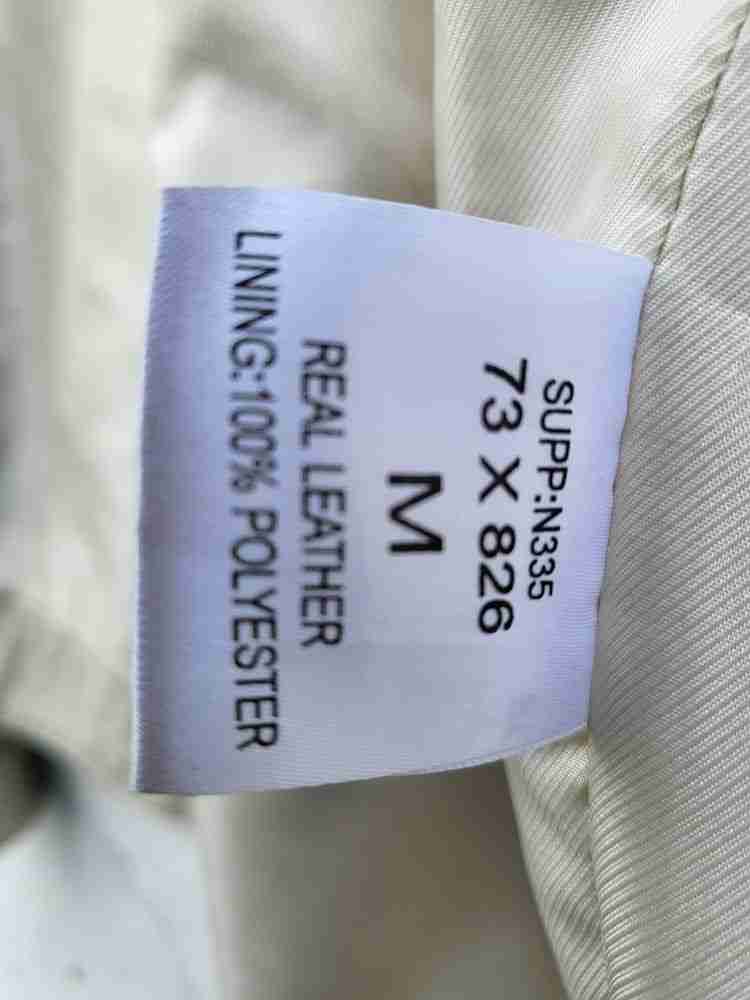 SUPP:N335
73 X 826
M
REAL LEATHER
LINING:100% POLYESTER